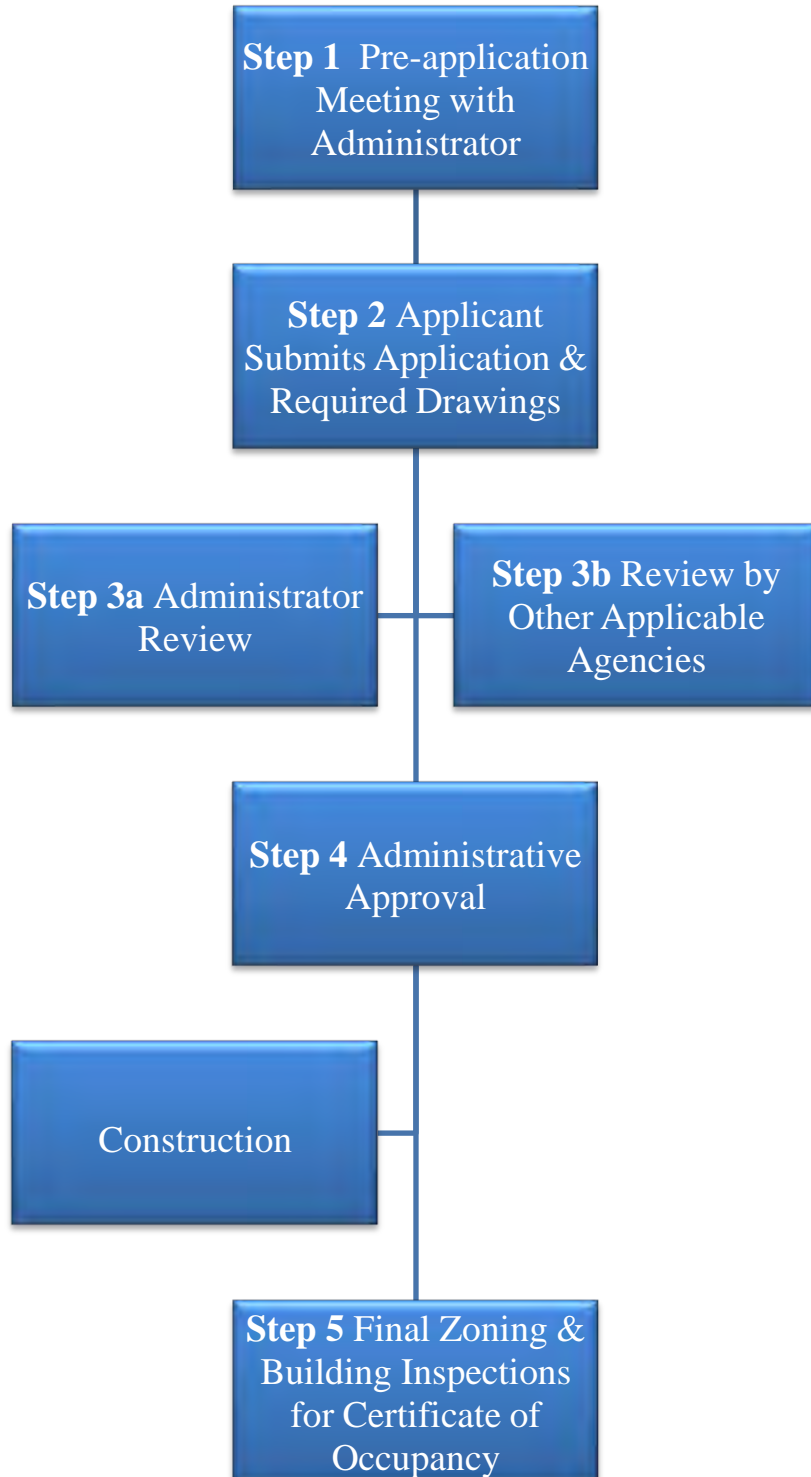 Step 1 Pre-application
Meeting with
Administrator
Step 2 Applicant
Submits Application &
Required Drawings
Step 3a Administrator
Review
Step 3b Review by
Other Applicable
Agencies
Step 4 Administrative
Approval
Construction
Step 5 Final Zoning &
Building Inspections
for Certificate of
Occupancy